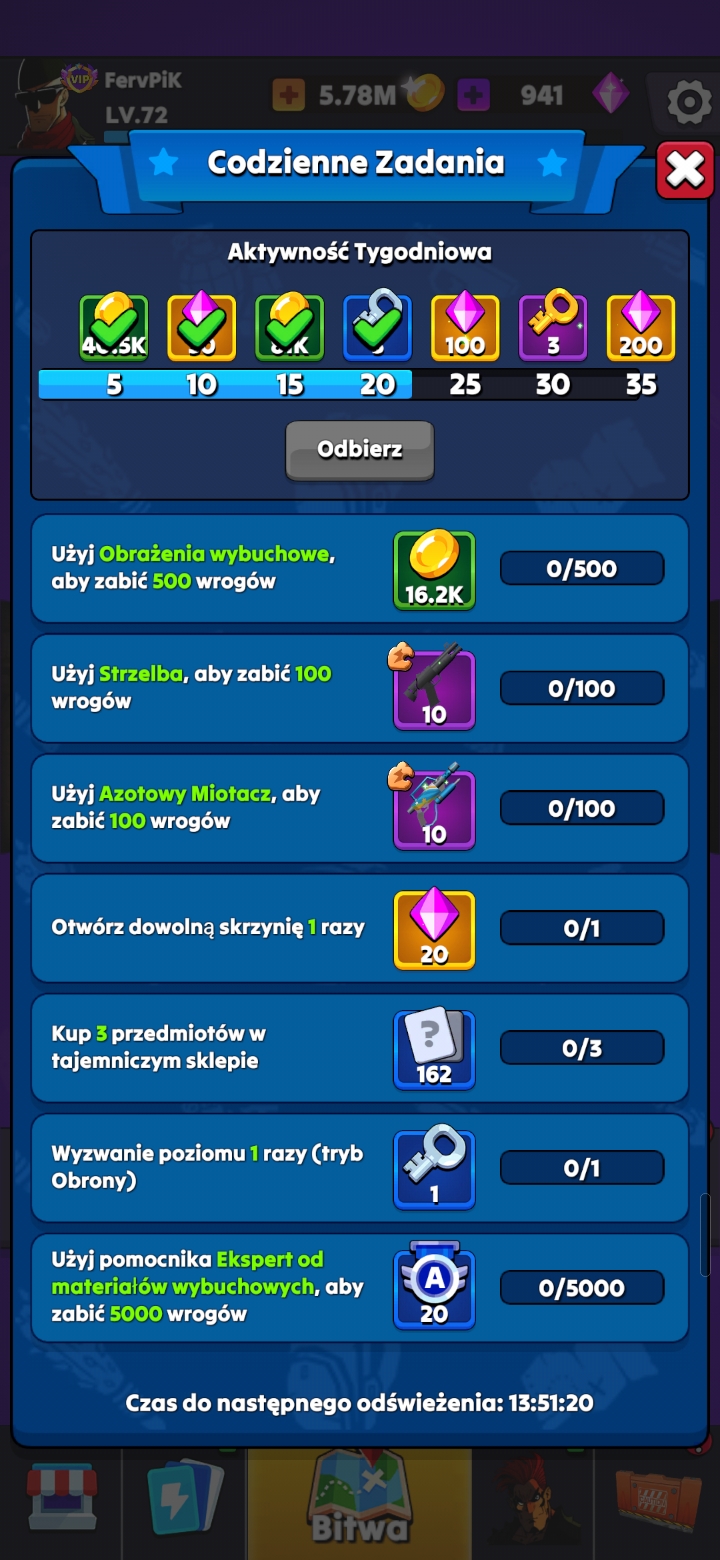 VIP
FervPiK
LV.72
5.78M
941
Codzienne Zadania
Aktywność Tygodniowa
100
3
200
5 10 15 20 25 30 35
Odbierz
Użyj Obrażenia wybuchowe,
aby zabić 500 wrogów
16.2K
0/500
Użyj Strzelba, aby zabić 100
wrogów
10
0/100
Użyj Azotowy Miotacz, aby
zabić 100 wrogów
10
0/100
Otwórz dowolną skrzynię 1 razy
20
0/1
Kup 3 przedmiotów w
tajemniczym sklepie
?
162
0/3
Wyzwanie poziomu 1 razy (tryb
Obrony)
1
0/1
Użyj pomocnika Ekspert od
materiałów wybuchowych, aby
zabić 5000 wrogów
A
20
0/5000
Czas do następnego odświeżenia: 13:51:20
Bitwa